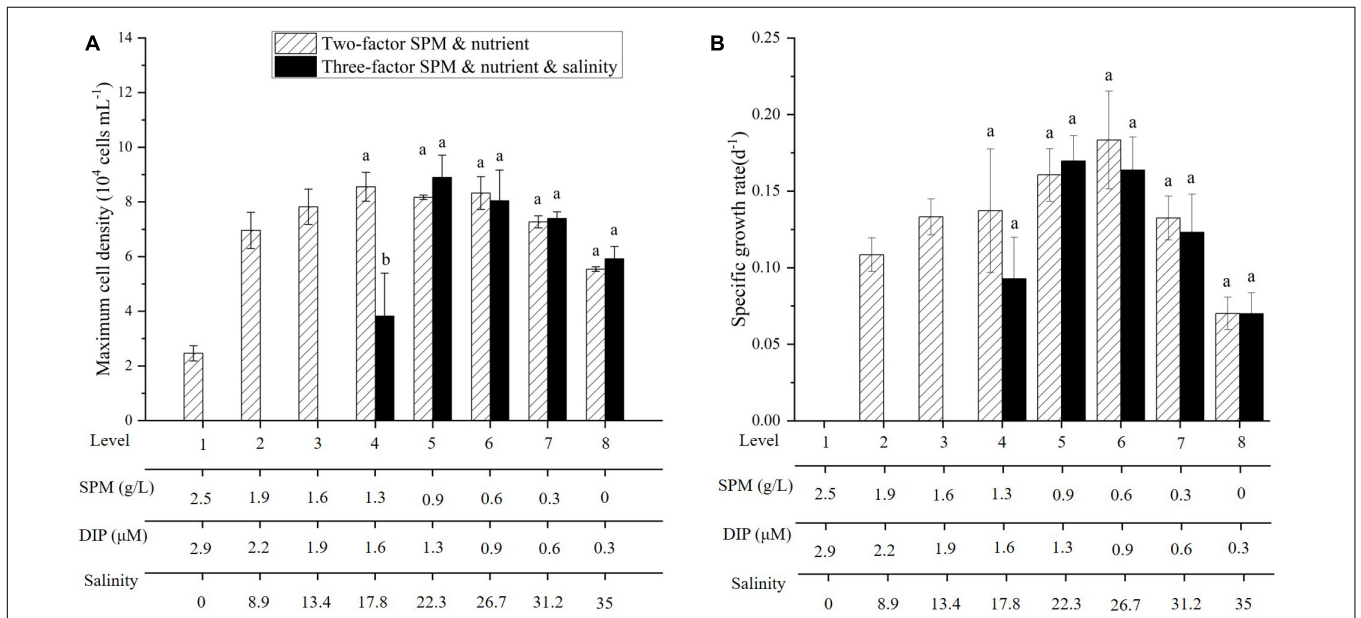 A
Maximum cell density (10⁴ cells mL⁻¹)
14
12
10
8
6
4
2
0
Two-factor SPM & nutrient
Three-factor SPM & nutrient & salinity
a
b
a
a
a
a
a
a
a
a
Level 1 2 3 4 5 6 7 8
SPM (g/L) 2.5 1.9 1.6 1.3 0.9 0.6 0.3 0
DIP (μM) 2.9 2.2 1.9 1.6 1.3 0.9 0.6 0.3
Salinity 0 8.9 13.4 17.8 22.3 26.7 31.2 35
B
Specific growth rate(d⁻¹)
0.25
0.20
0.15
0.10
0.05
0.00
a
a
a
a
a
a
a
a
a
a
Level 1 2 3 4 5 6 7 8
SPM (g/L) 2.5 1.9 1.6 1.3 0.9 0.6 0.3 0
DIP (μM) 2.9 2.2 1.9 1.6 1.3 0.9 0.6 0.3
Salinity 0 8.9 13.4 17.8 22.3 26.7 31.2 35